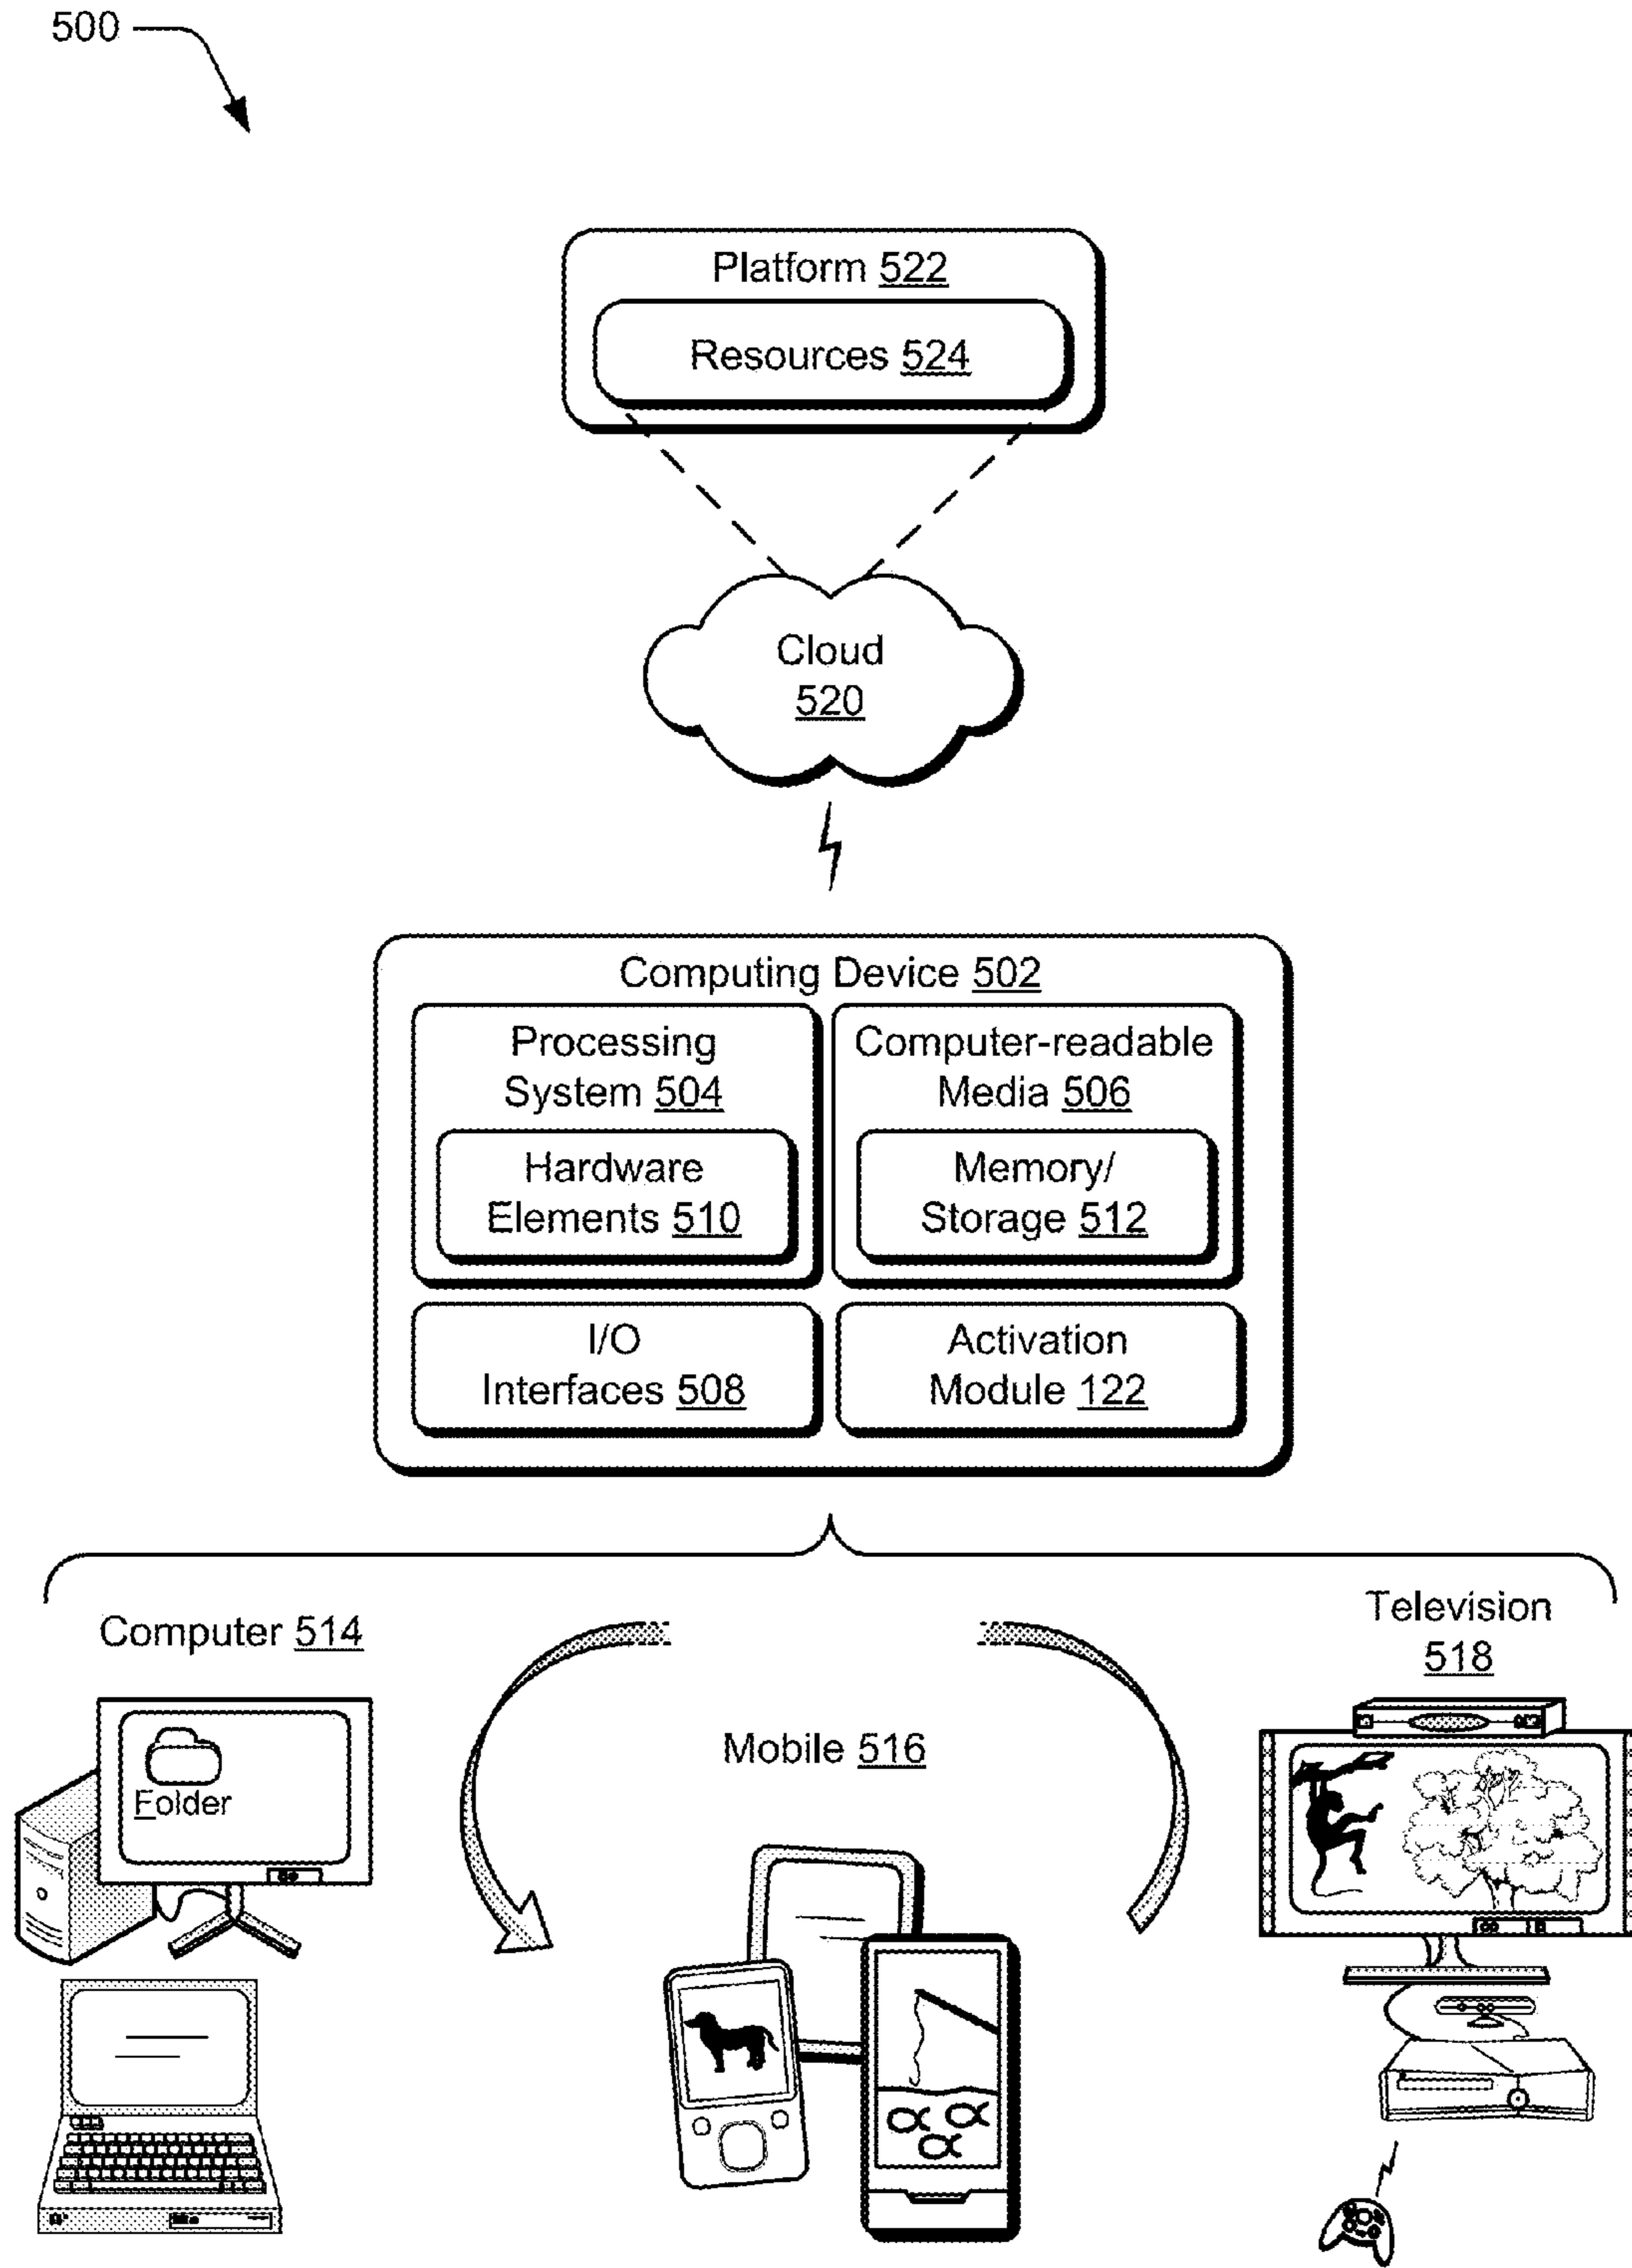 500
Platform 522
Resources 524
Cloud
520
Computing Device 502
Processing
System 504
Computer-readable
Media 506
Hardware
Elements 510
Memory/
Storage 512
I/O
Interfaces 508
Activation
Module 122
Computer 514
Television
518
Mobile 516
Folder